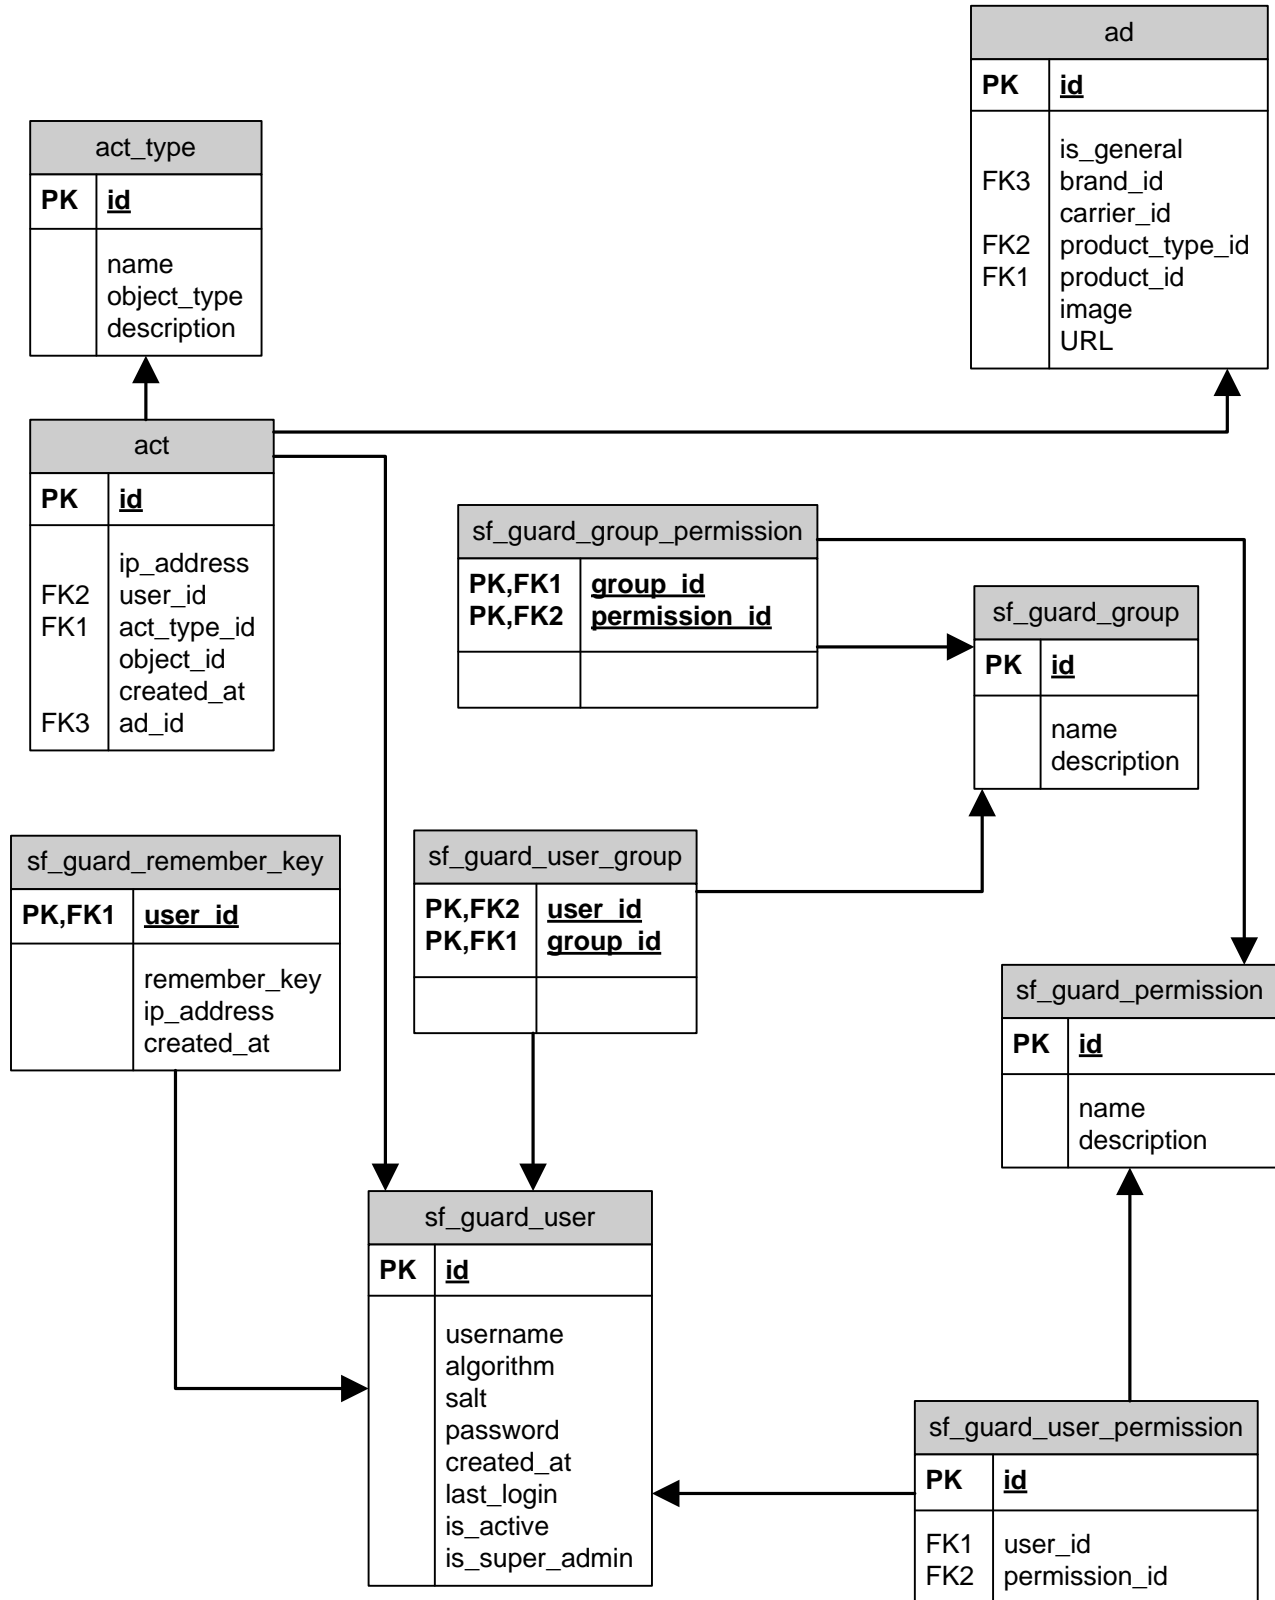 ad
PK id
is_general
FK3 brand_id
carrier_id
FK2 product_type_id
FK1 product_id
image
URL
act_type
PK id
name
object_type
description
act
PK id
ip_address
FK2 user_id
FK1 act_type_id
object_id
created_at
FK3 ad_id
sf_guard_group_permission
PK,FK1 group_id
PK,FK2 permission_id
sf_guard_group
PK id
name
description
sf_guard_remember_key
PK,FK1 user_id
remember_key
ip_address
created_at
sf_guard_user_group
PK,FK2 user_id
PK,FK1 group_id
sf_guard_permission
PK id
name
description
sf_guard_user
PK id
username
algorithm
salt
password
created_at
last_login
is_active
is_super_admin
sf_guard_user_permission
PK id
FK1 user_id
FK2 permission_id